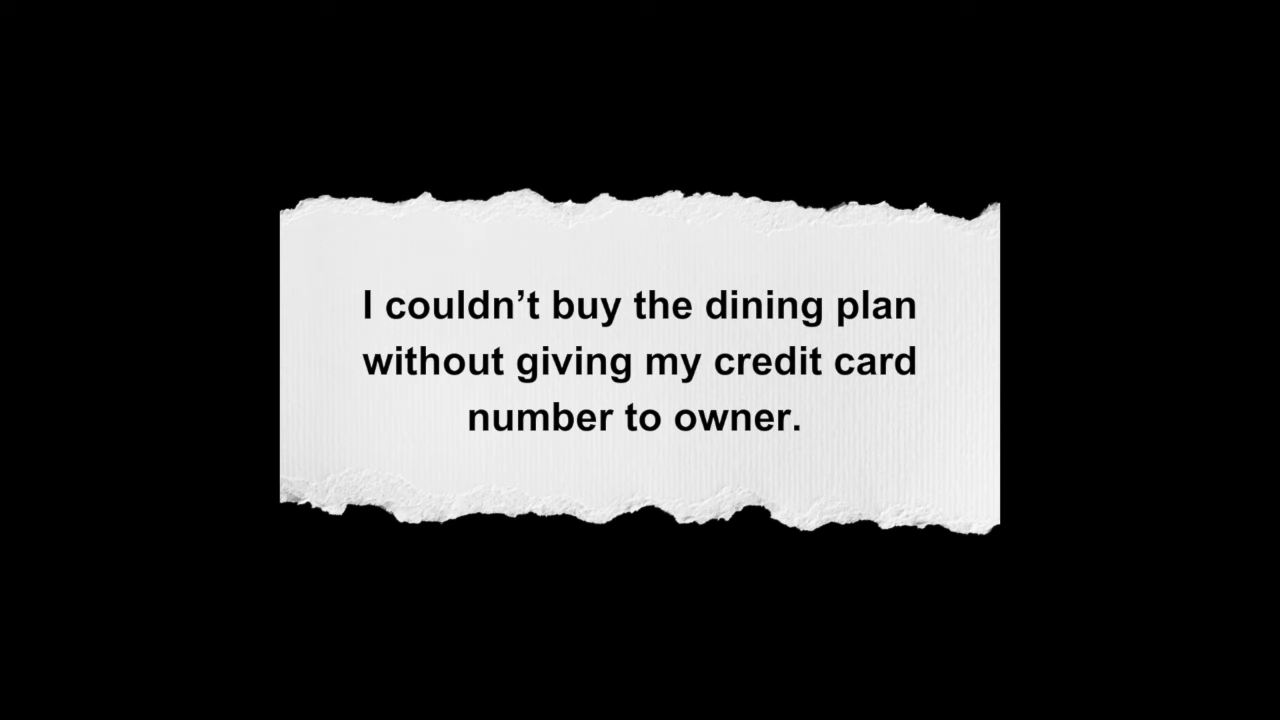 I couldn’t buy the dining plan
without giving my credit card
number to owner.